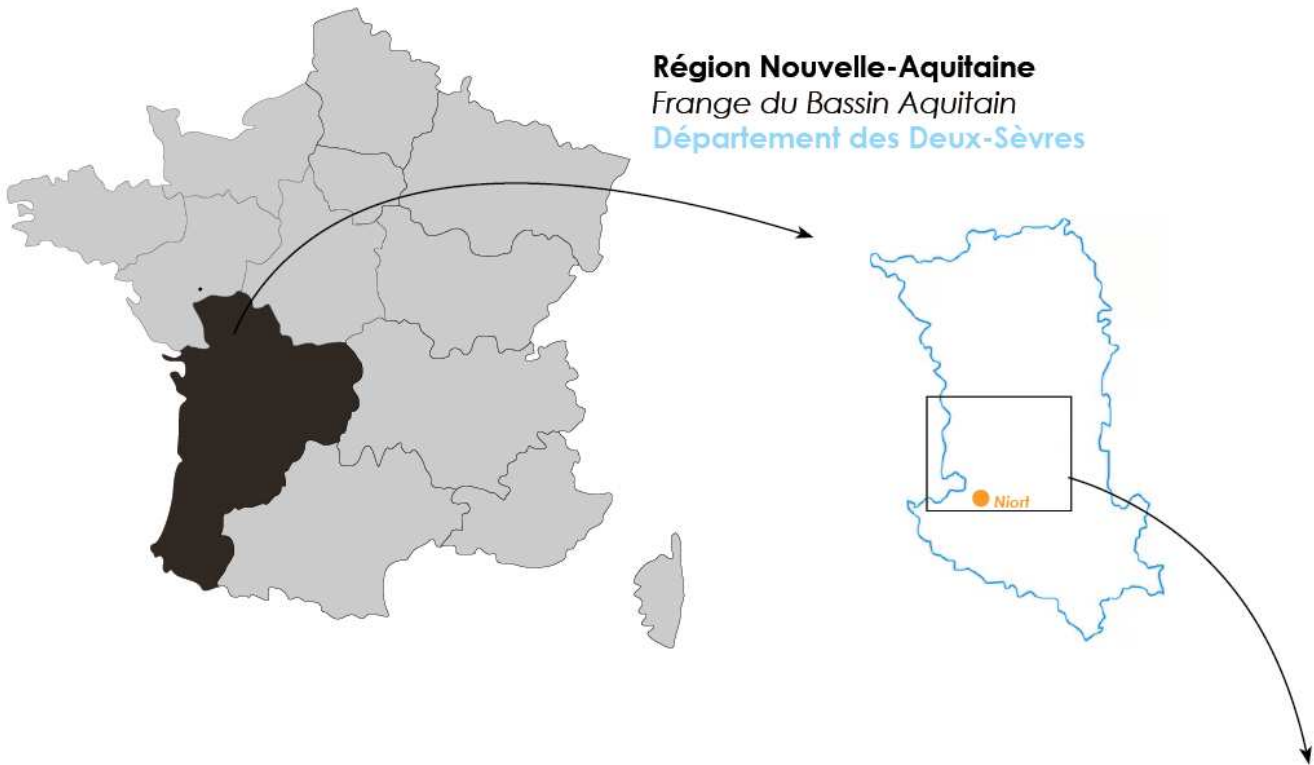 Région Nouvelle-Aquitaine
Frange du Bassin Aquitain
Département des Deux-Sèvres
Niort